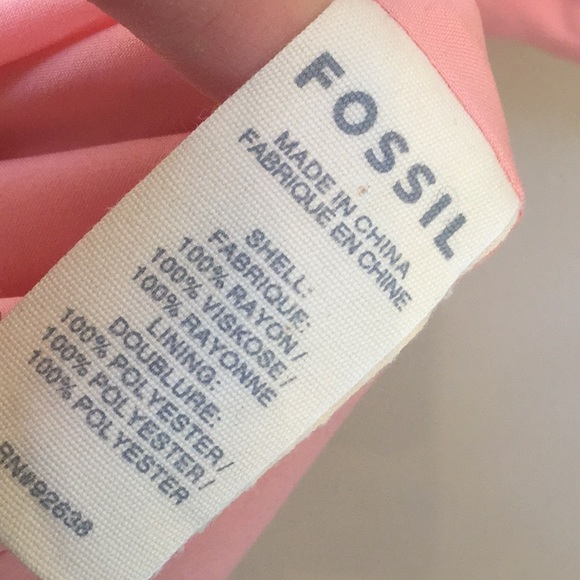 FOSSIL
MADE IN CHINA
FABRIQUE EN CHINE
SHELL:
FABRIQUE:
100% RAYON/
100% VISKOSE/
100% RAYONNE
LINING:
DOUBLURE:
100% POLYESTER/
100% POLYESTER/
100% POLYESTER
RN#92638